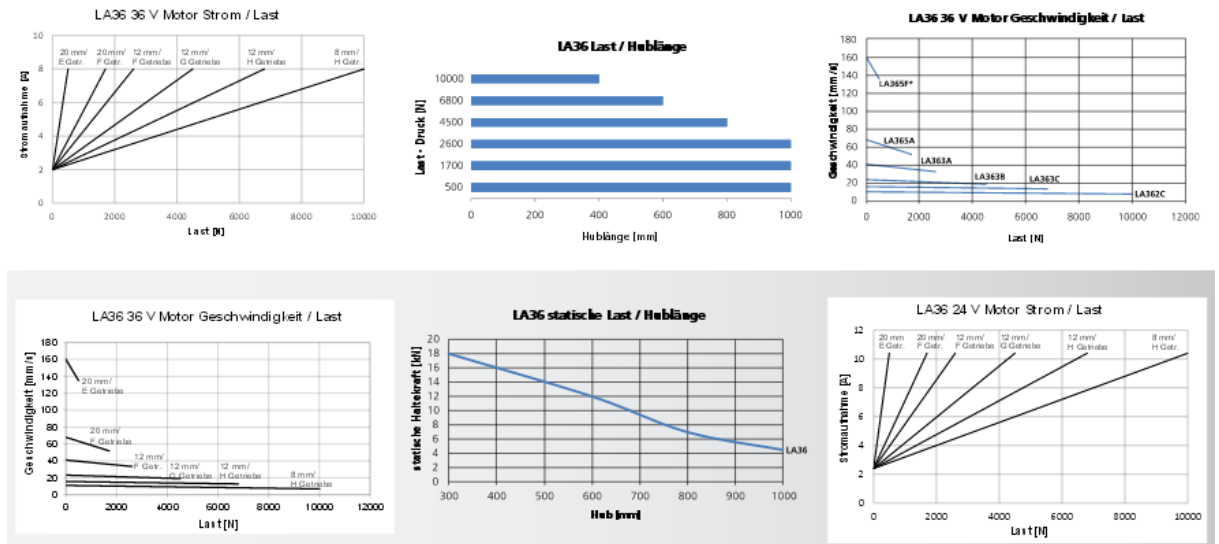 LA36 36 V Motor Strom / Last
Stromaufnahme [A]
10
8
6
4
2
0
20 mm/ 20 mm/ 12 mm/ 12 mm/ 12 mm/ 8 mm/
E Getr. F Getr. F Getriebe G Getriebe H Getriebe H Getr.
0 2000 4000 6000 8000 10000
Last [N]
LA36 Last / Hublänge
Last - Druck [N]
10000
6800
4500
2600
1700
500
0 200 400 600 800 1000
Hublänge [mm]
LA36 36 V Motor Geschwindigkeit / Last
Geschwindigkeit [mm/s]
180
160
140
120
100
80
60
40
20
0
LA365F*
LA365A
LA363A
LA363B
LA363C
LA362C
0 2000 4000 6000 8000 10000 12000
Last [N]
LA36 36 V Motor Geschwindigkeit / Last
Geschwindigkeit [mm/s]
180
160
140
120
100
80
60
40
20
0
20 mm/
E Getriebe
20 mm/
F Getriebe
12 mm/
F Getr.
12 mm/
G Getriebe
12 mm/
H Getriebe
8 mm/
H Getriebe
0 2000 4000 6000 8000 10000 12000
Last [N]
LA36 statische Last / Hublänge
statische Haltekraft [kN]
20
18
16
14
12
10
8
6
4
2
0
LA36
300 400 500 600 700 800 900 1000
Hub [mm]
LA36 24 V Motor Strom / Last
Stromaufnahme [A]
12
10
8
6
4
2
0
20 mm 20 mm/ 12 mm/ 12 mm/ 12 mm/ 8 mm/
E Getr. F Getr. F Getriebe G Getriebe H Getriebe H Getr.
0 2000 4000 6000 8000 10000
Last [N]